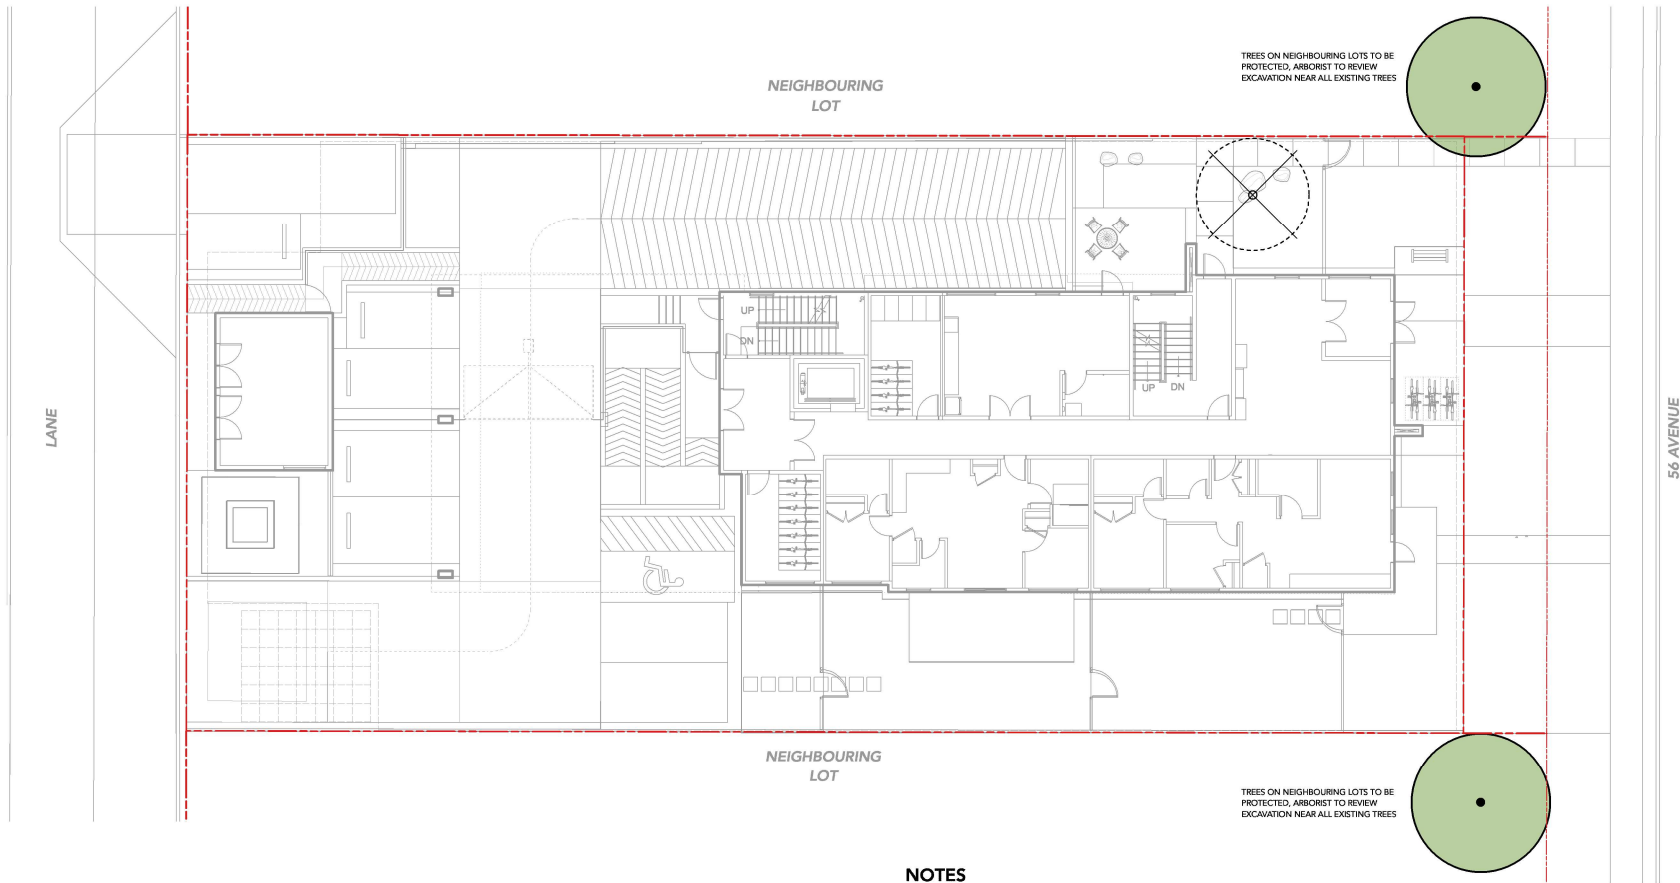 TREES ON NEIGHBOURING LOTS TO BE
PROTECTED, ARBORIST TO REVIEW
EXCAVATION NEAR ALL EXISTING TREES
NEIGHBOURING
LOT
UP
DN
UP
DN
LANE
56 AVENUE
NEIGHBOURING
LOT
TREES ON NEIGHBOURING LOTS TO BE
PROTECTED, ARBORIST TO REVIEW
EXCAVATION NEAR ALL EXISTING TREES
NOTES